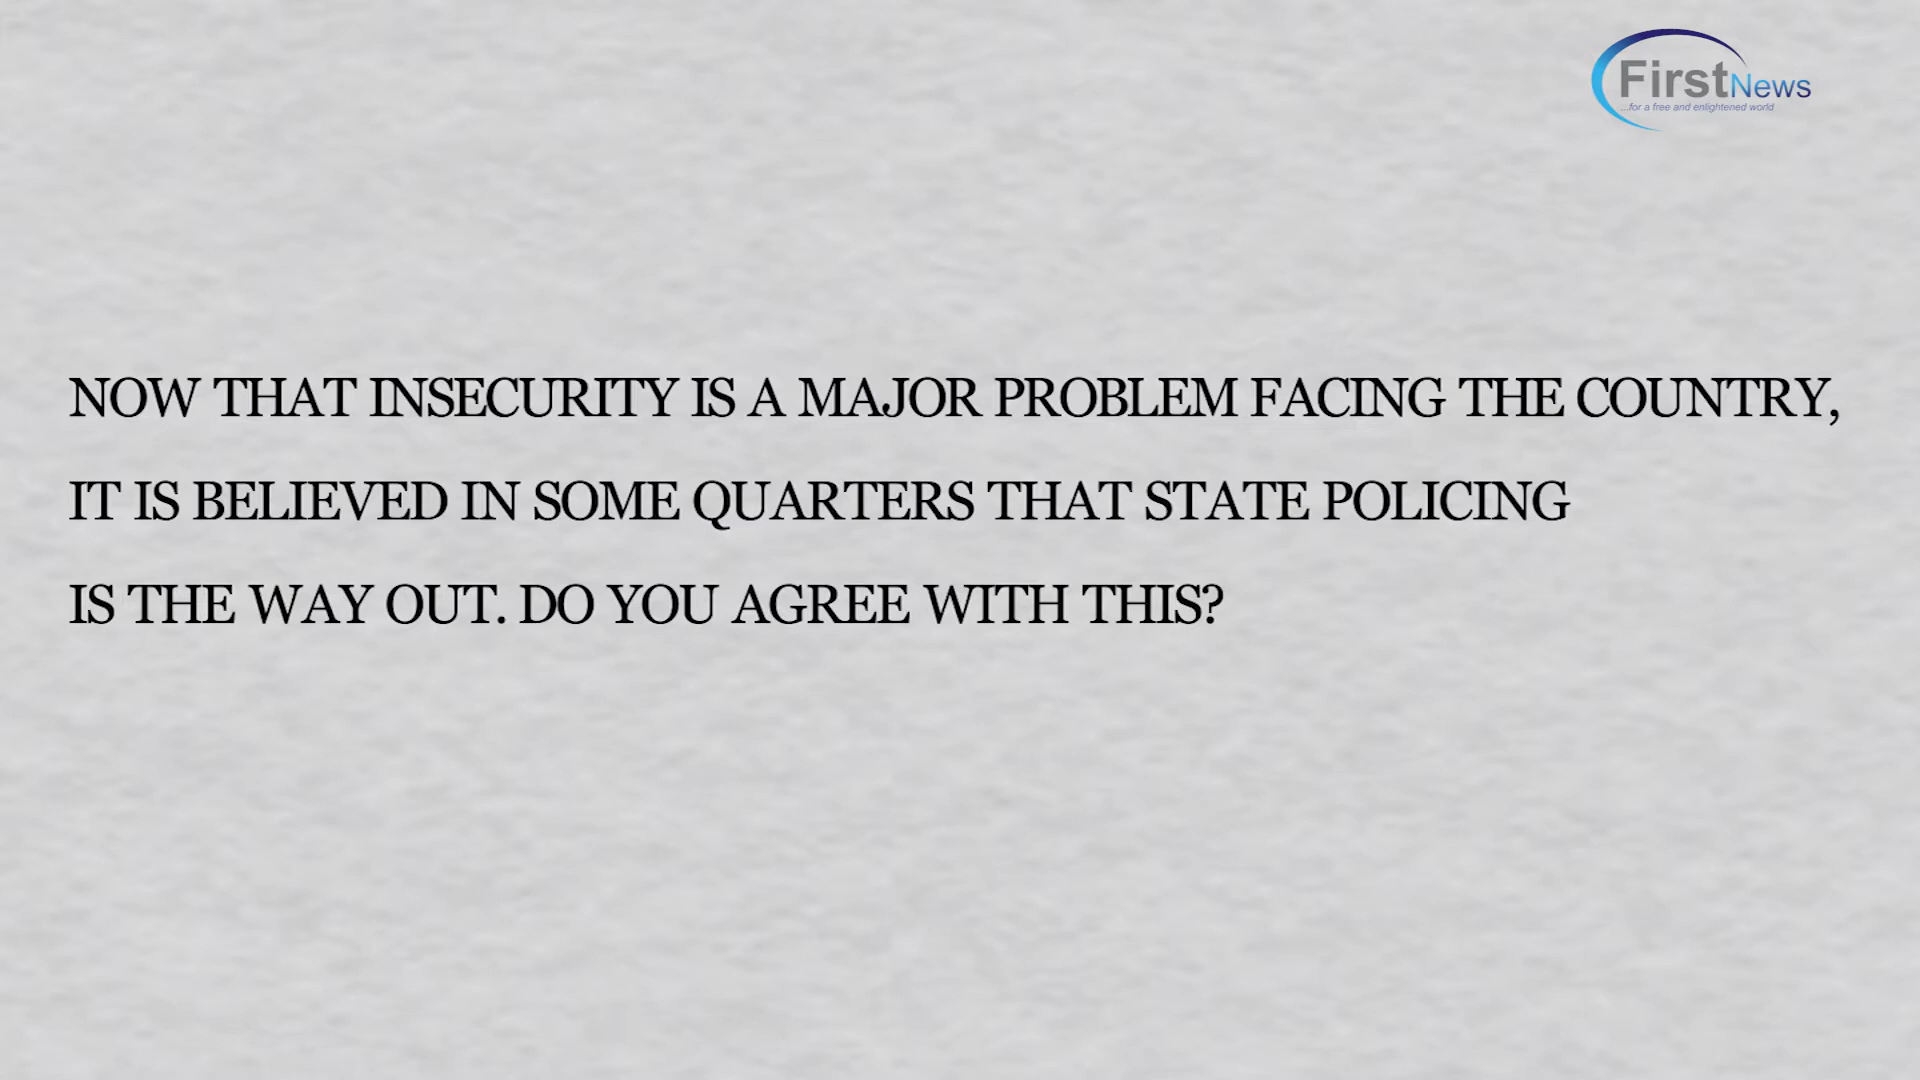 FirstNews
...for a free and enlightened world
NOW THAT INSECURITY IS A MAJOR PROBLEM FACING THE COUNTRY,
IT IS BELIEVED IN SOME QUARTERS THAT STATE POLICING
IS THE WAY OUT. DO YOU AGREE WITH THIS?